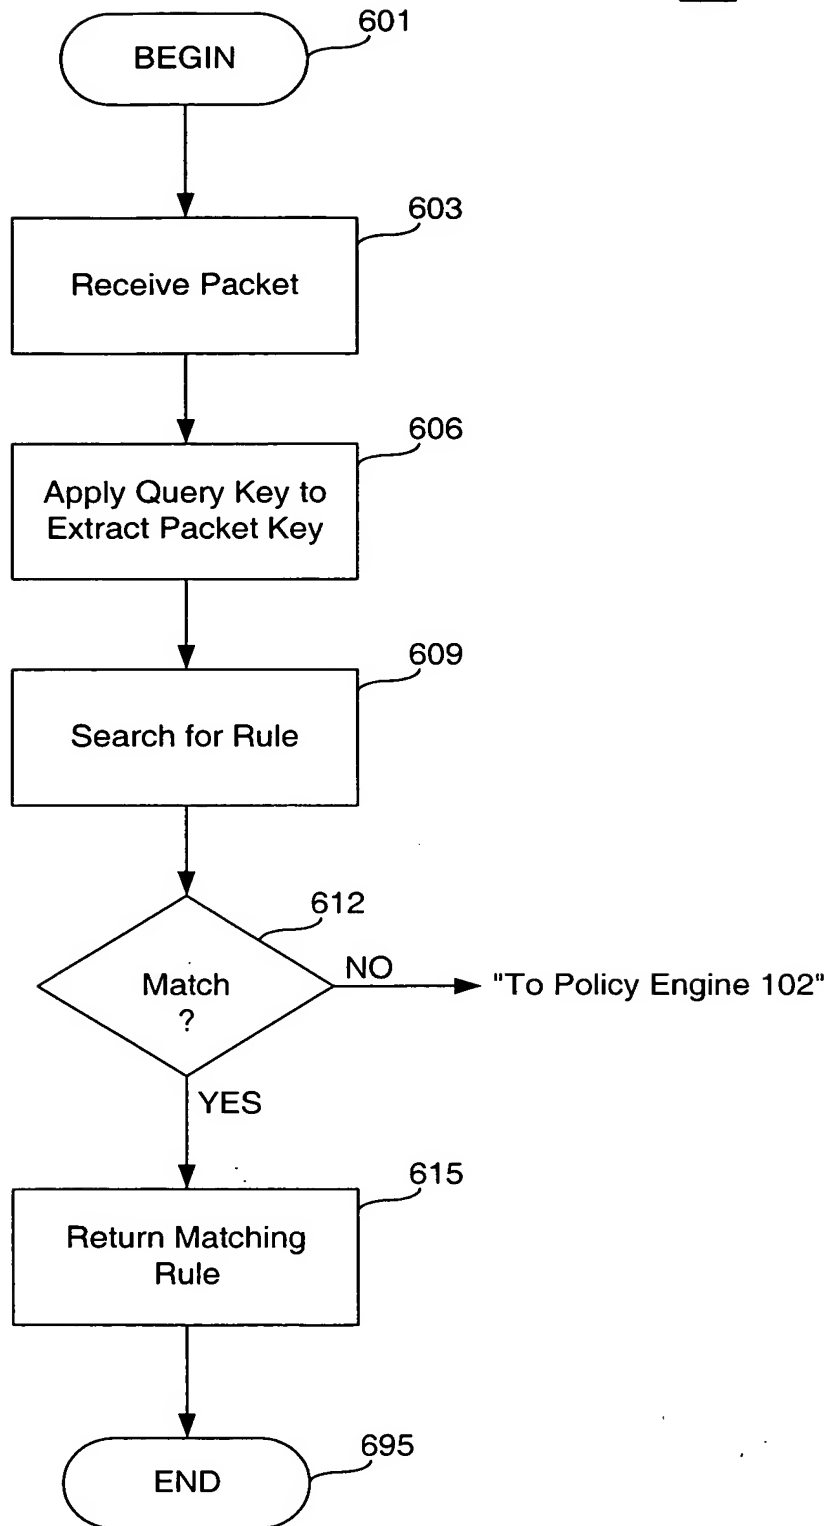 BEGIN
601
603
Receive Packet
606
Apply Query Key to
Extract Packet Key
609
Search for Rule
612
Match
?
NO
"To Policy Engine 102"
YES
615
Return Matching
Rule
695
END